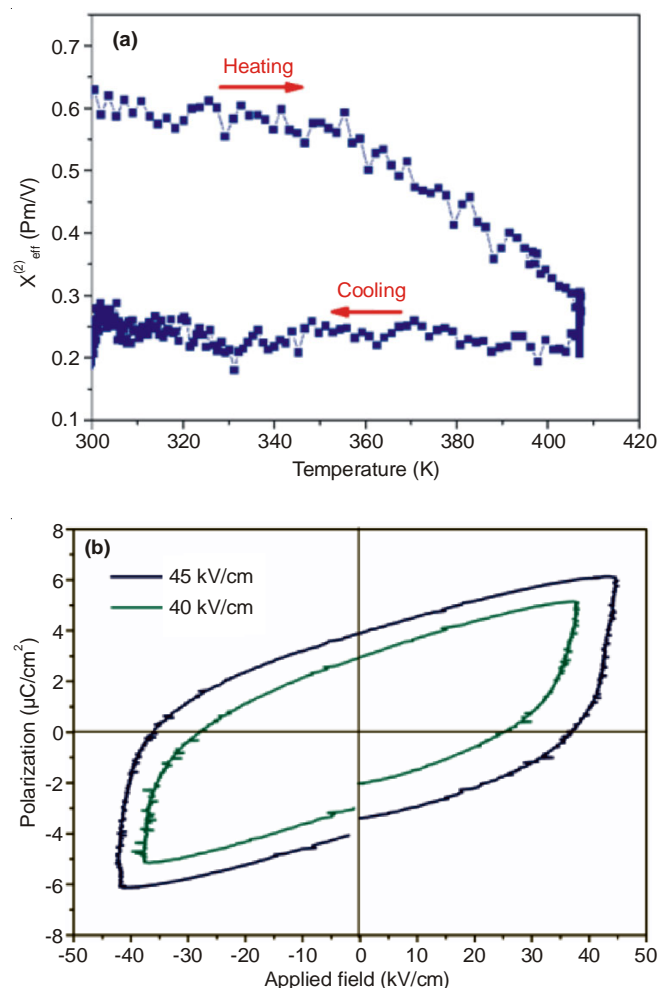 (a)
Heating
Cooling
X(2)eff (Pm/V)
0.7
0.6
0.5
0.4
0.3
0.2
0.1
300 320 340 360 380 400 420
Temperature (K)
(b)
45 kV/cm
40 kV/cm
Polarization (µC/cm2)
8
6
4
2
0
-2
-4
-6
-8
-50 -40 -30 -20 -10 0 10 20 30 40 50
Applied field (kV/cm)